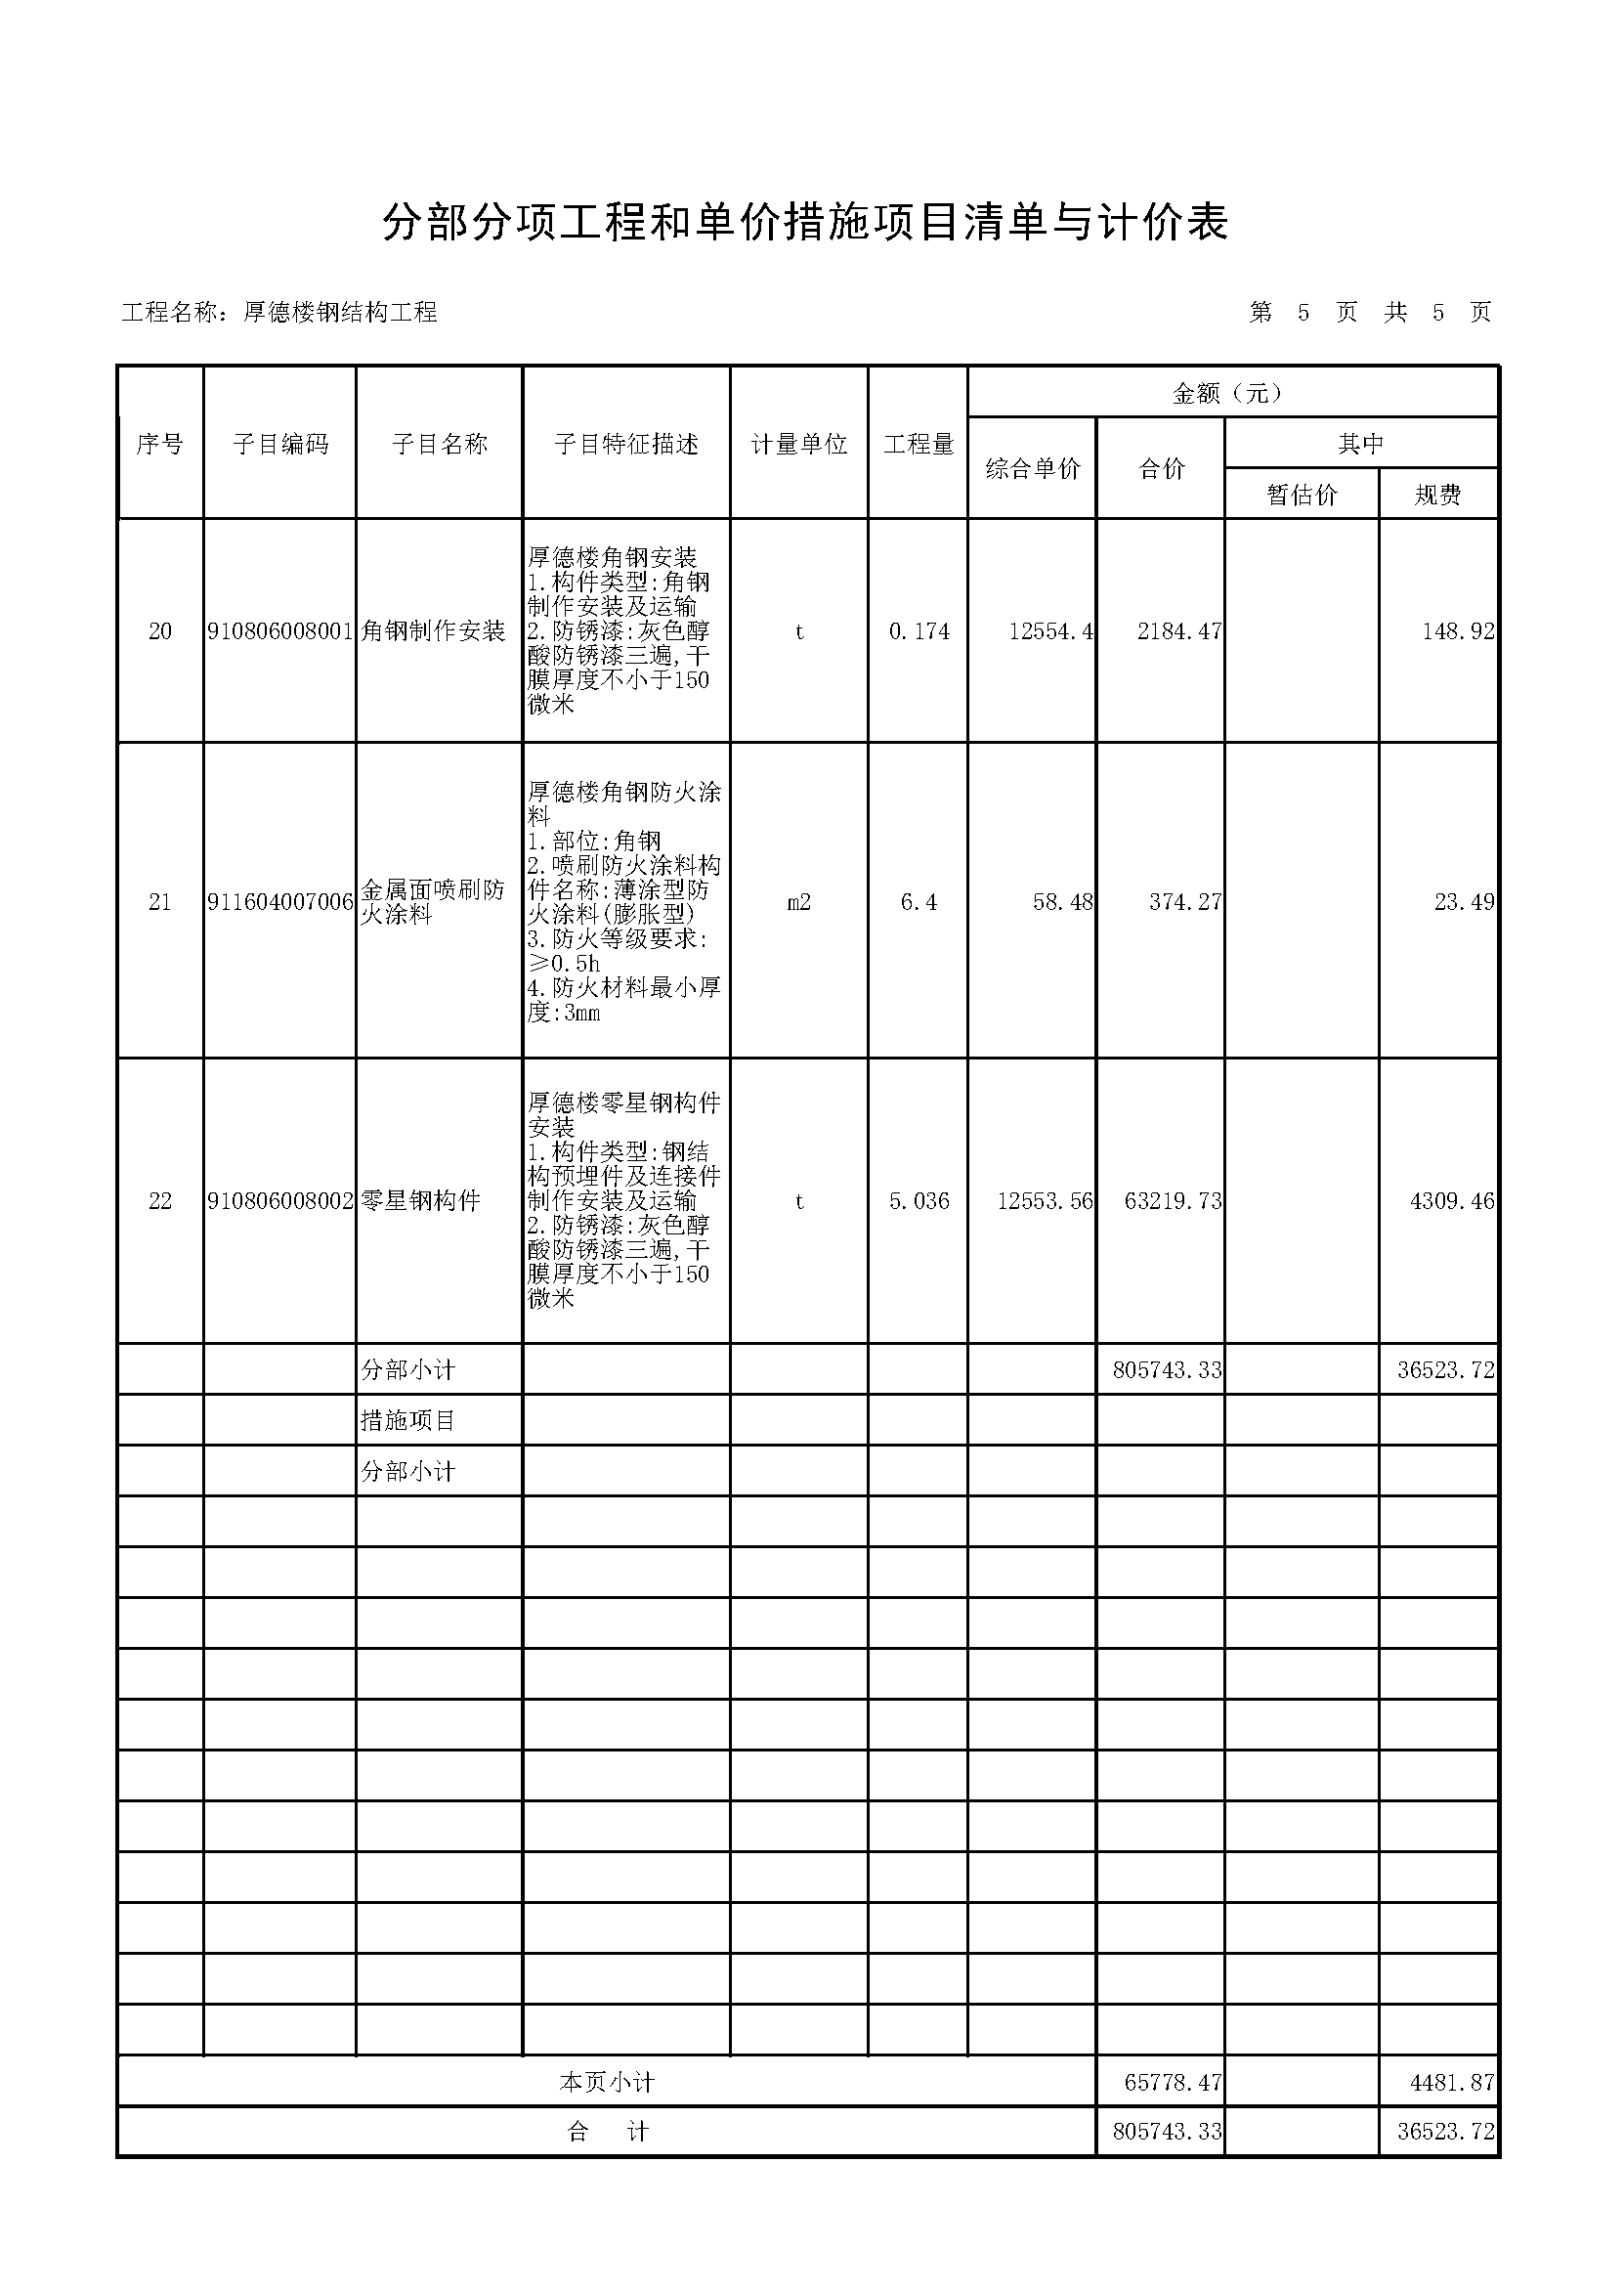 分部分项工程和单价措施项目清单与计价表
工程名称：厚德楼钢结构工程 第 5 页 共 5 页
金额（元）
序号 子目编码 子目名称 子目特征描述 计量单位 工程量 其中
综合单价 合价
暂估价 规费
厚德楼角钢安装
1.构件类型:角钢
制作安装及运输
20 910806008001 角钢制作安装 2.防锈漆:灰色醇 t 0.174 12554.4 2184.47 148.92
酸防锈漆三遍,干
膜厚度不小于150
微米
厚德楼角钢防火涂
料
1.部位:角钢
2.喷刷防火涂料构
金属面喷刷防 件名称:薄涂型防
21 911604007006 m2 6.4 58.48 374.27 23.49
火涂料 火涂料(膨胀型)
3.防火等级要求:
≥0.5h
4.防火材料最小厚
度:3mm
厚德楼零星钢构件
安装
1.构件类型:钢结
构预埋件及连接件
22 910806008002 零星钢构件 制作安装及运输 t 5.036 12553.56 63219.73 4309.46
2.防锈漆:灰色醇
酸防锈漆三遍,干
膜厚度不小于150
微米
分部小计 805743.33 36523.72
措施项目
分部小计
本页小计 65778.47 4481.87
合 计 805743.33 36523.72